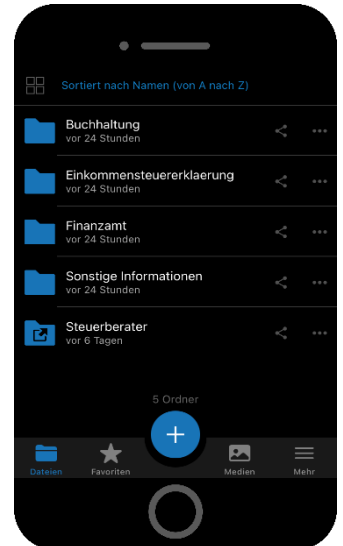 Sortiert nach Namen (von A nach Z)
Buchhaltung
vor 24 Stunden
Einkommensteuererklaerung
vor 24 Stunden
Finanzamt
vor 24 Stunden
Sonstige Informationen
vor 24 Stunden
Steuerberater
vor 6 Tagen
5 Ordner
Dateien Favoriten Medien Mehr